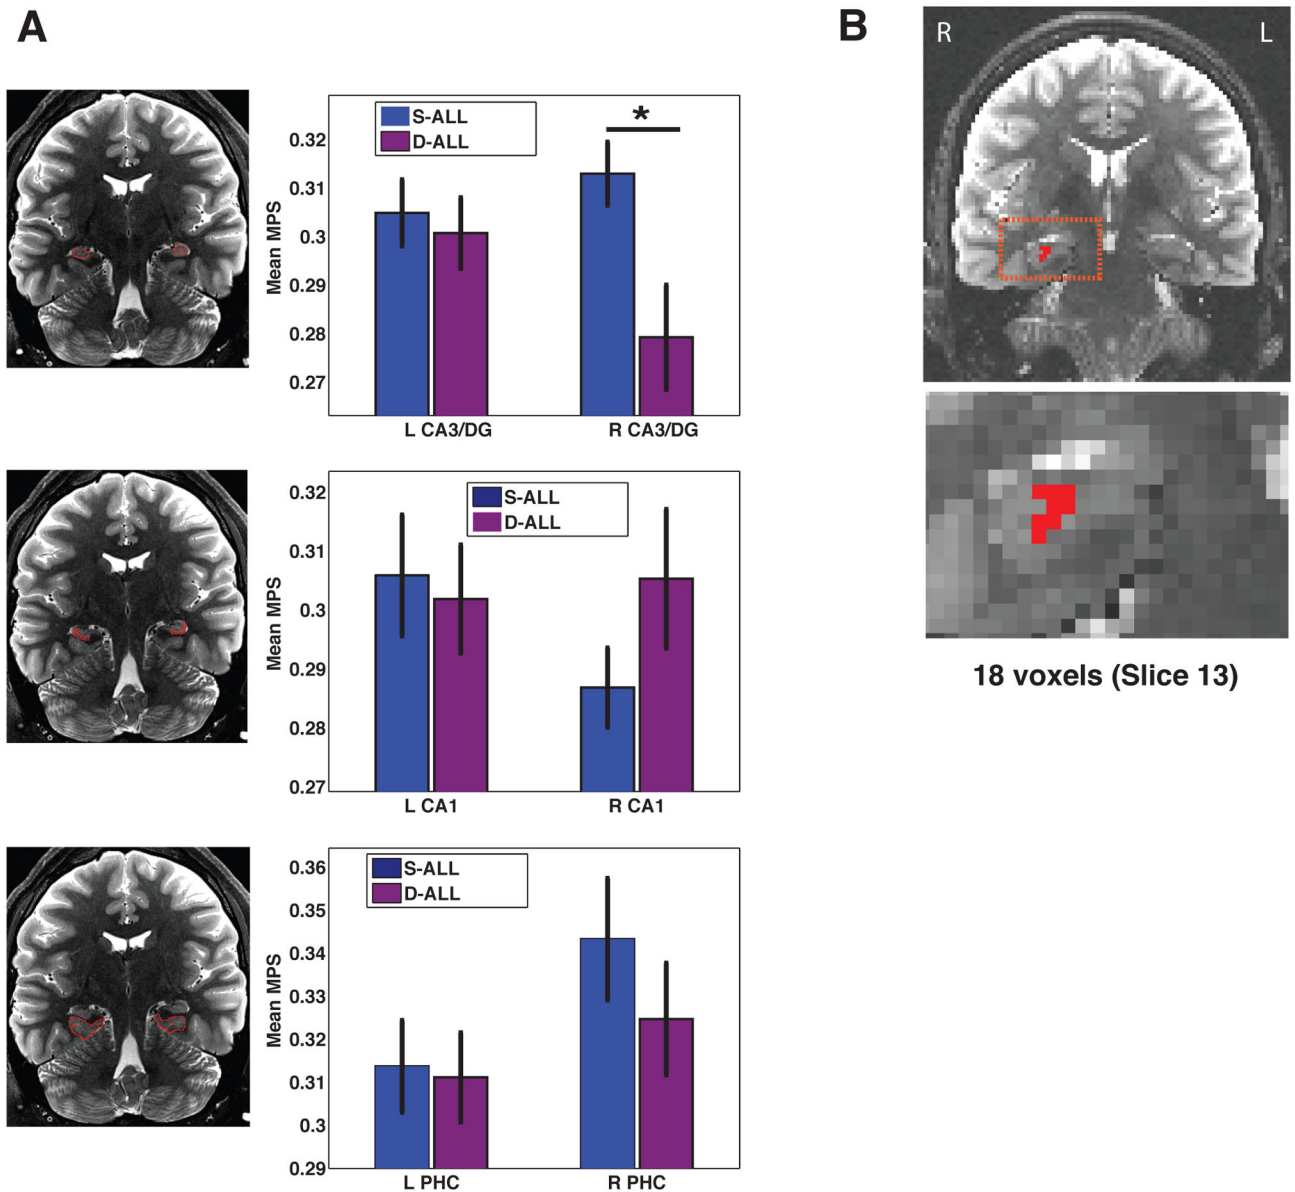 A
S-ALL
D-ALL
*
0.32
0.31
0.3
0.29
0.28
0.27
Mean MPS
L CA3/DG
R CA3/DG
S-ALL
D-ALL
0.32
0.31
0.3
0.29
0.28
0.27
Mean MPS
L CA1
R CA1
S-ALL
D-ALL
0.36
0.35
0.34
0.33
0.32
0.31
0.3
0.29
Mean MPS
L PHC
R PHC
B
R
L
18 voxels (Slice 13)